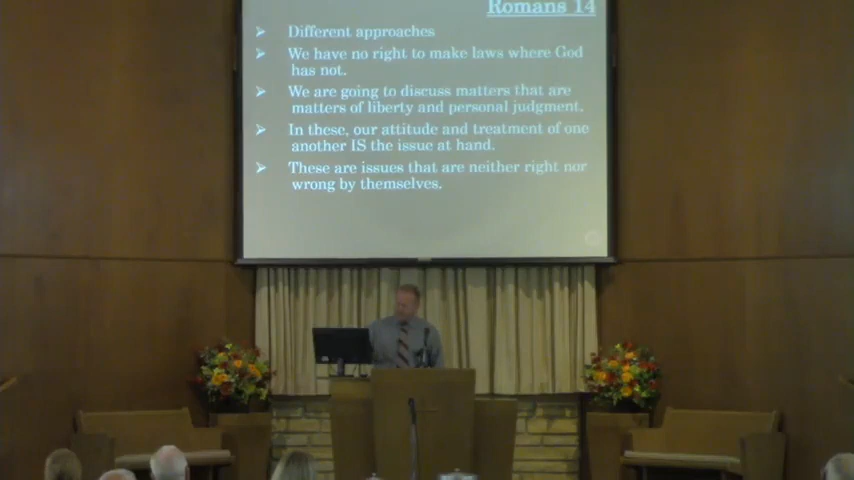 Romans 14
Different approaches
We have no right to make laws where God
has not.
We are going to discuss matters that are
matters of liberty and personal judgment.
In these, our attitude and treatment of one
another IS the issue at hand.
These are issues that are neither right nor
wrong by themselves.